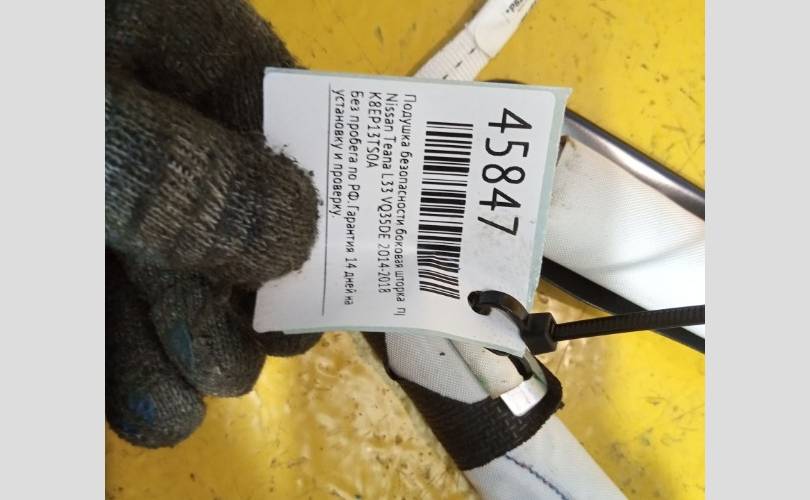 45847
Подушка безопасности боковая шторка пј
Nissan Teana L33 VQ35DE 2014-2018
K8EP13TS0A
Без пробега по РФ. Гарантия 14 дней на
установку и проверку.